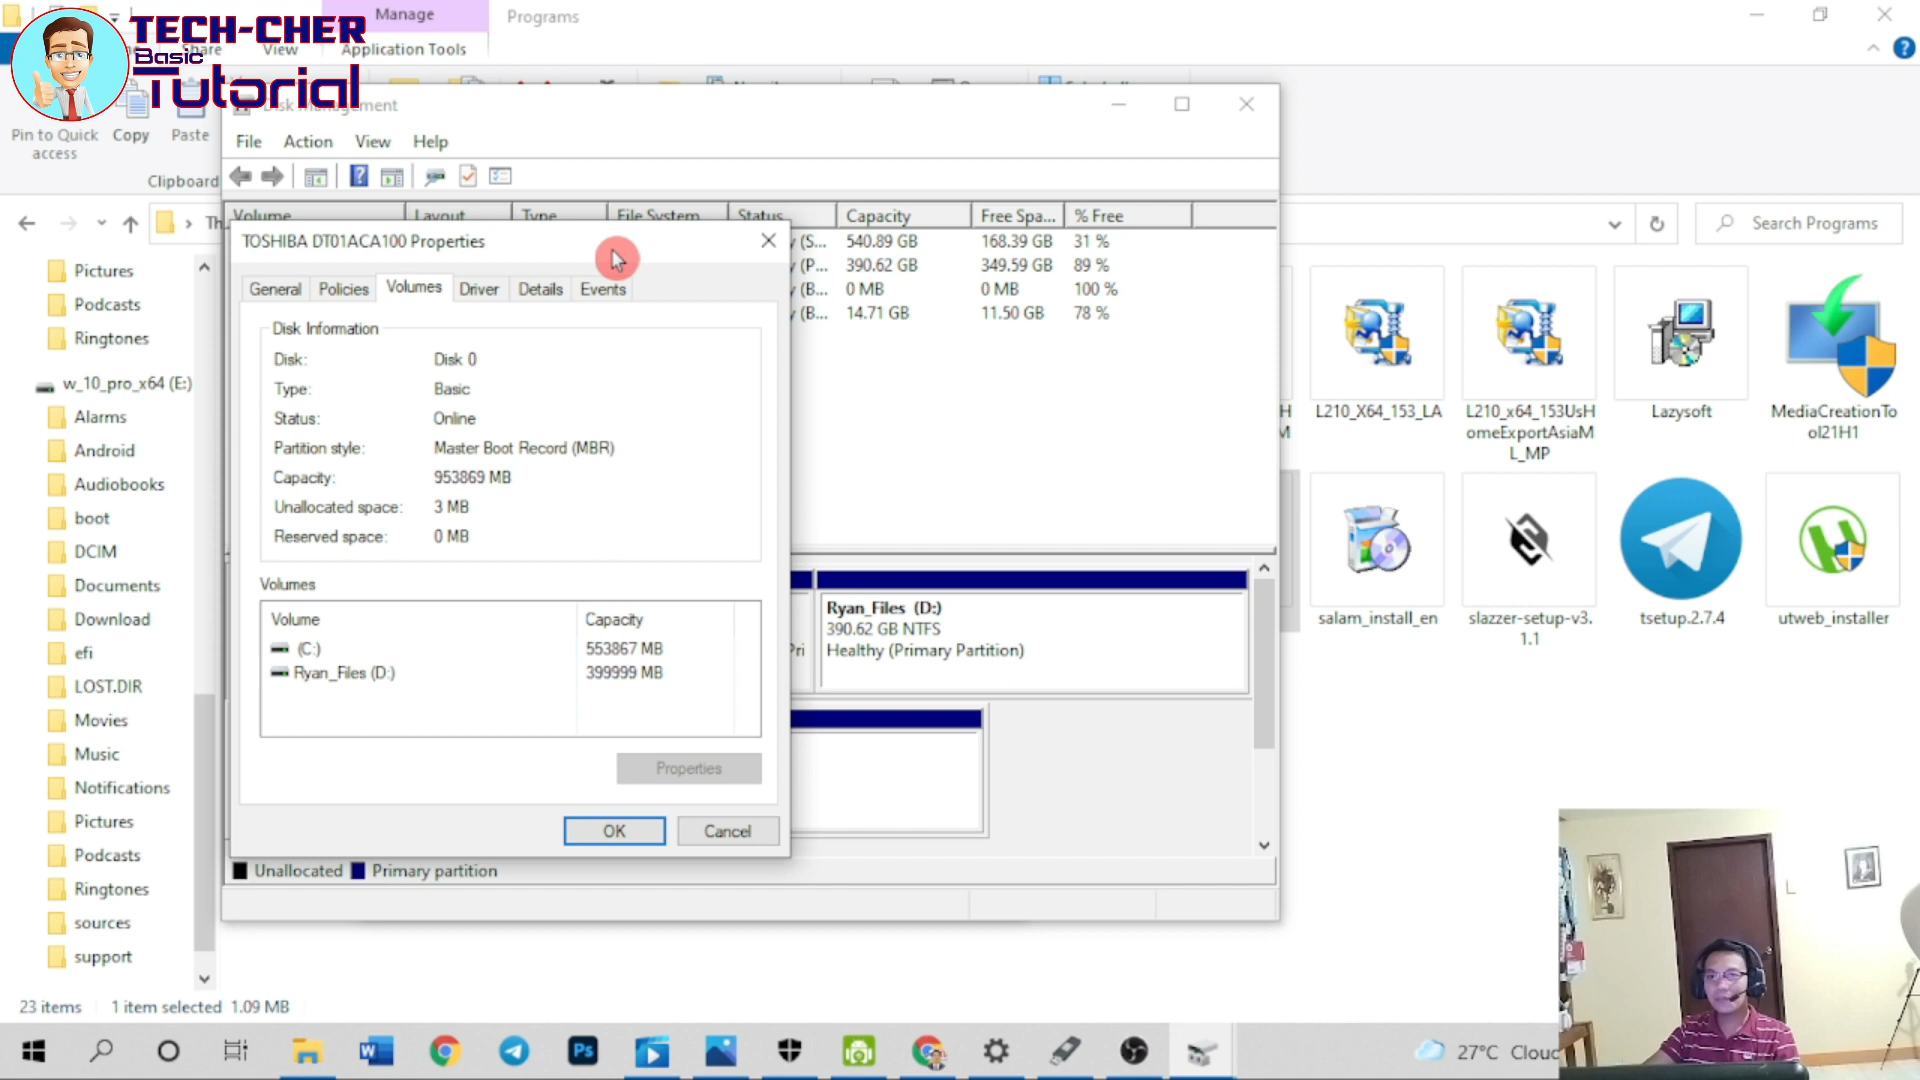 TECH-CHER
Basic
Tutorial
Manage
Programs
Share
View
Application Tools
Pin to Quick access
Copy
Paste
Clipboard
Disk Management
File
Action
View
Help
Volume
Layout
Type
File System
Status
Capacity
Free Spa...
% Free
(S...
540.89 GB
168.39 GB
31 %
(P...
390.62 GB
349.59 GB
89 %
(B...
0 MB
0 MB
100 %
(B...
14.71 GB
11.50 GB
78 %
Th
Search Programs
TOSHIBA DT01ACA100 Properties
General
Policies
Volumes
Driver
Details
Events
Disk Information
Disk:
Disk 0
Type:
Basic
Status:
Online
Partition style:
Master Boot Record (MBR)
Capacity:
953869 MB
Unallocated space:
3 MB
Reserved space:
0 MB
Volumes
Volume
Capacity
(C:)
553867 MB
Ryan_Files (D:)
399999 MB
Properties
OK
Cancel
Pri
Ryan_Files (D:)
390.62 GB NTFS
Healthy (Primary Partition)
Unallocated
Primary partition
Pictures
Podcasts
Ringtones
w_10_pro_x64 (E:)
Alarms
Android
Audiobooks
boot
DCIM
Documents
Download
efi
LOST.DIR
Movies
Music
Notifications
Pictures
Podcasts
Ringtones
sources
support
H
M
L210_X64_153_LA
L210_x64_153UsH
omeExportAsiaM
L_MP
Lazysoft
MediaCreationTo
ol21H1
salam_install_en
slazzer-setup-v3.
1.1
tsetup.2.7.4
utweb_installer
23 items
1 item selected 1.09 MB
27°C Clou